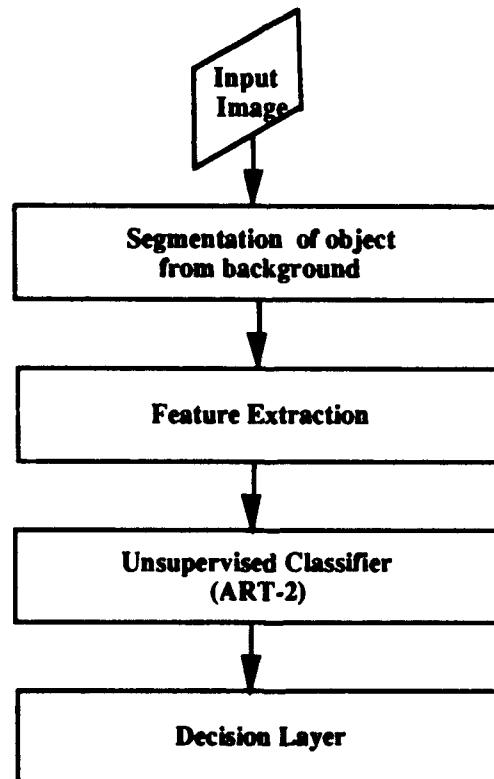 Input
Image
Segmentation of object
from background
Feature Extraction
Unsupervised Classifier
(ART-2)
Decision Layer